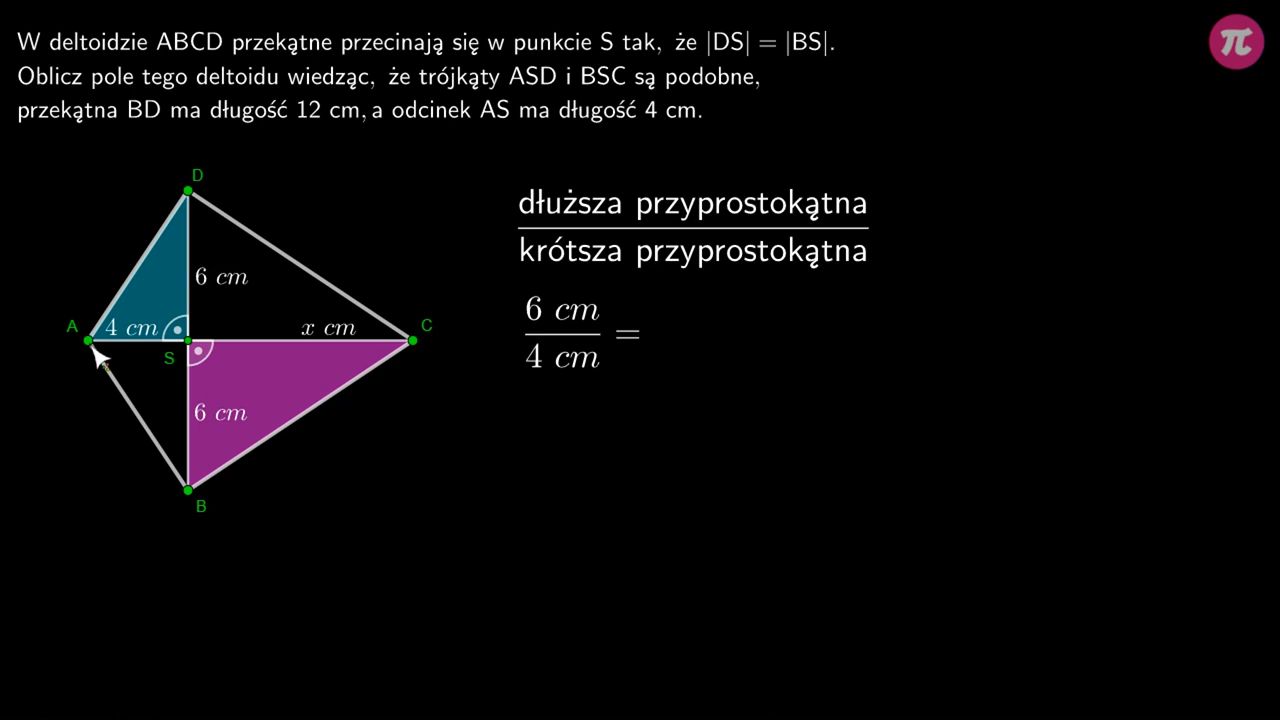 W deltoidzie ABCD przekątne przecinają się w punkcie S tak, że |DS| = |BS|.
Oblicz pole tego deltoidu wiedząc, że trójkąty ASD i BSC są podobne,
przekątna BD ma długość 12 cm, a odcinek AS ma długość 4 cm.
π
D
dłuższa przyprostokątna
krótsza przyprostokątna
6 cm
6 cm
4 cm
=
A
4 cm
x cm
C
S
6 cm
B